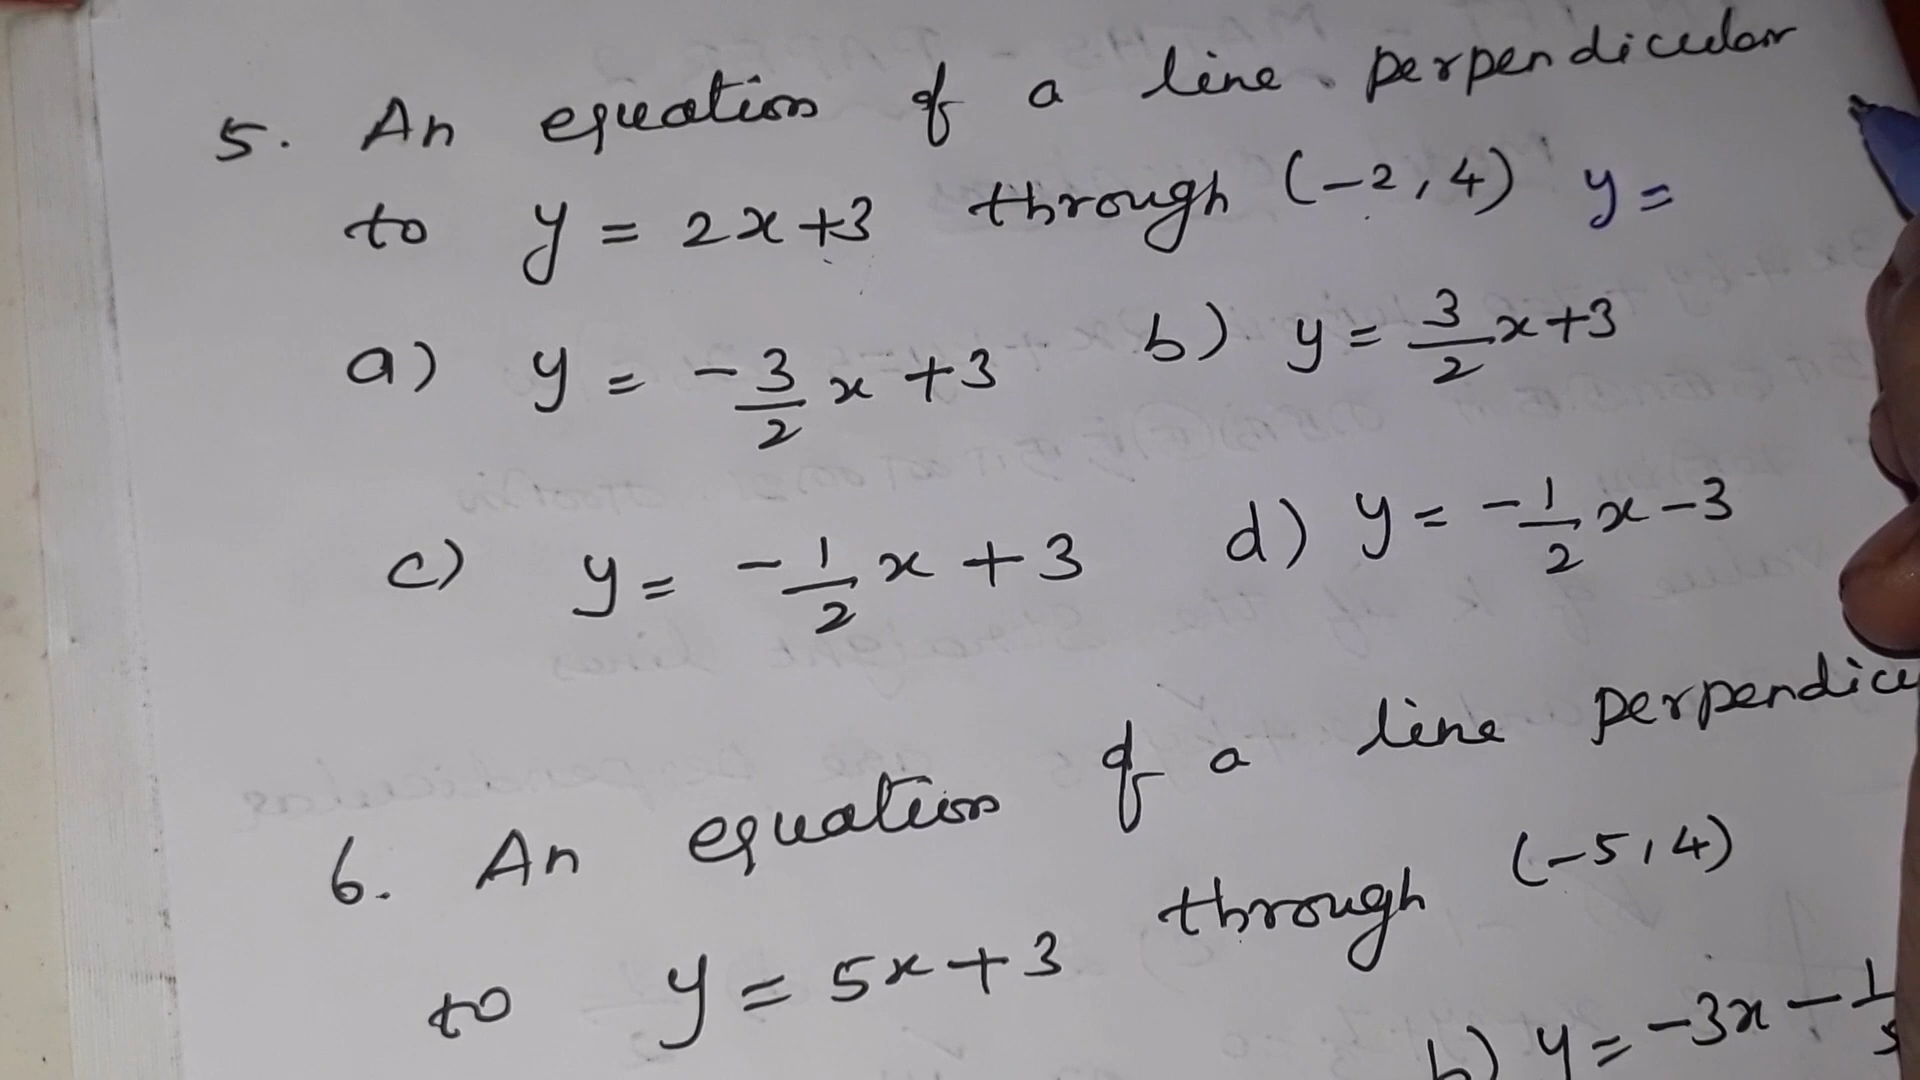 5. An equation of a line perpendicular
to y = 2x+3 through (-2,4) y =
a) y = -3/2 x +3 b) y = 3/2 x+3
c) y = -1/2 x + 3 d) y = -1/2 x-3
6. An equation of a line
to y = 5x+3 through (-5,4)
b) y = -3x -